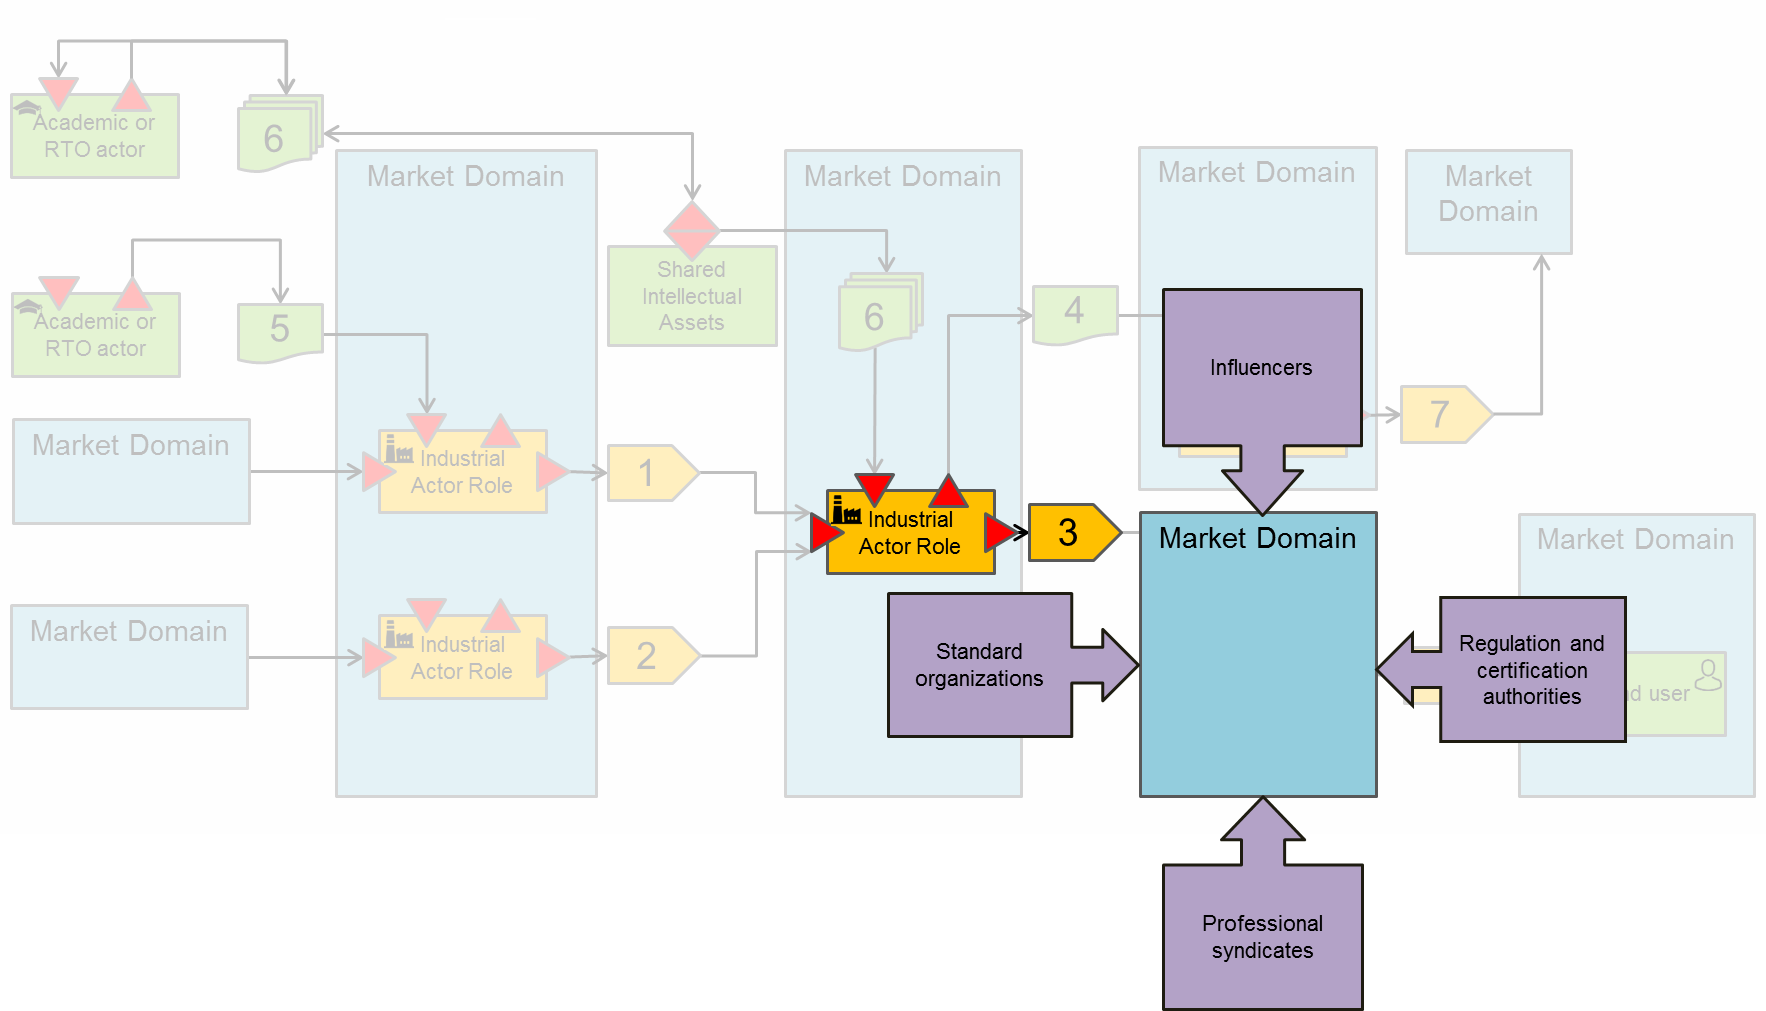 Academic or
RTO actor
6
Market Domain
Market Domain
Market Domain
Market
Domain
Academic or
RTO actor
5
Shared
Intellectual
Assets
6
4
Influencers
7
Market Domain
Industrial
Actor Role
1
Industrial
Actor Role
3
Market Domain
Market Domain
Market Domain
Industrial
Actor Role
2
Standard
organizations
Regulation and
certification
authorities
user
Professional
syndicates